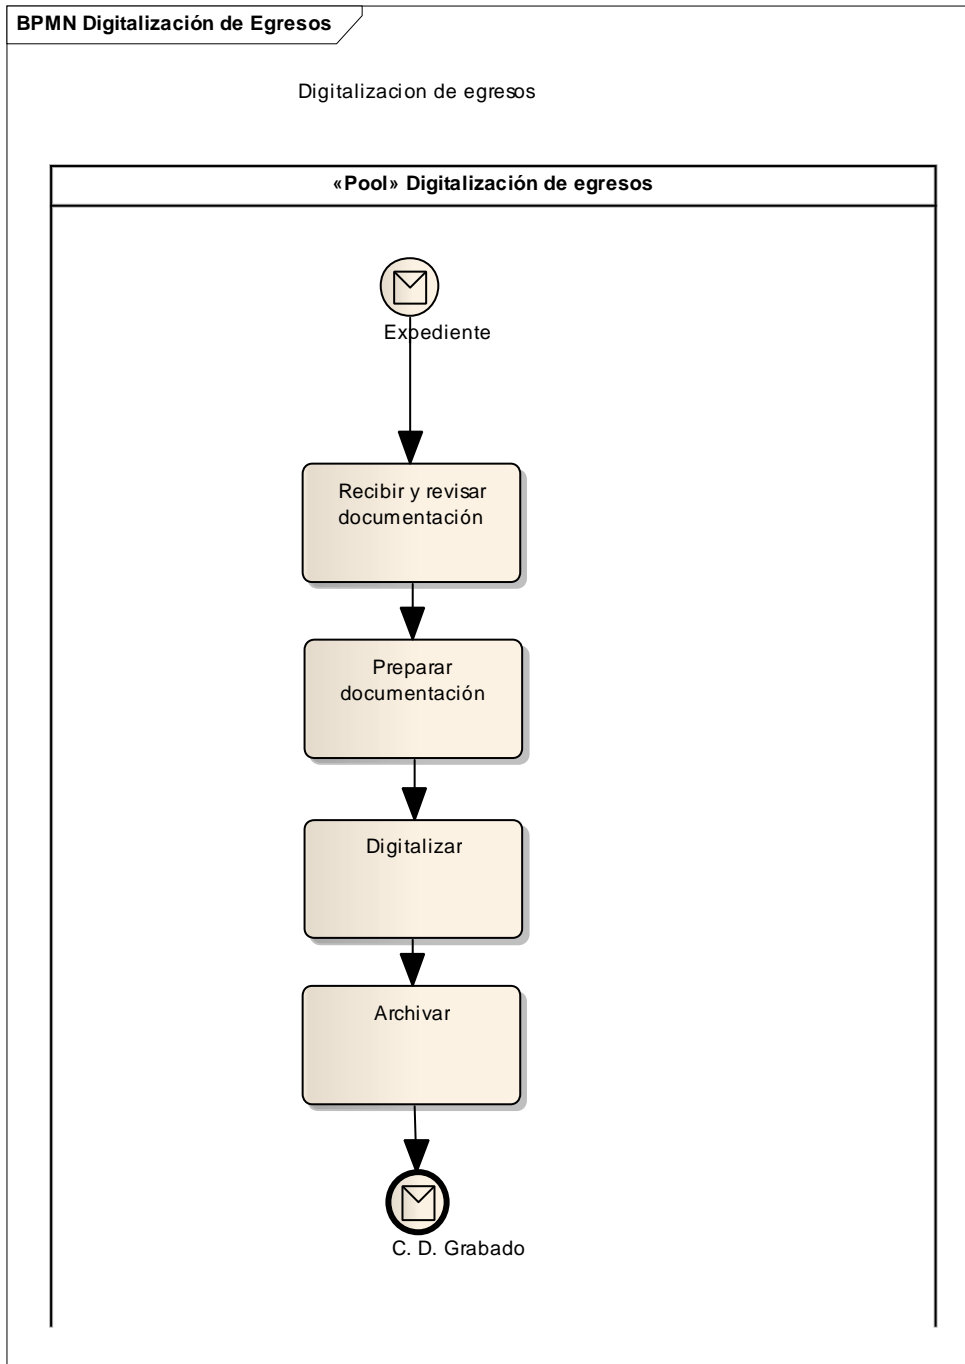 BPMN Digitalización de Egresos
Digitalizacion de egresos
«Pool» Digitalización de egresos
Expediente
Recibir y revisar
documentación
Preparar
documentación
Digitalizar
Archivar
C. D. Grabado